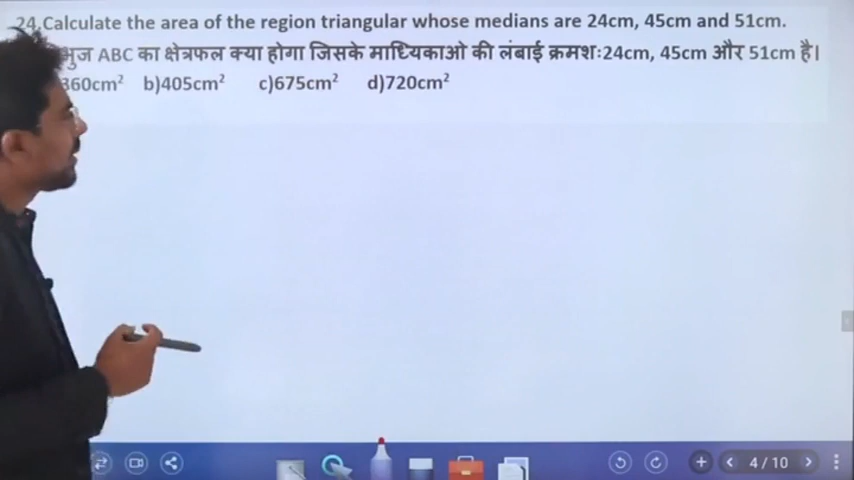 24.Calculate the area of the region triangular whose medians are 24cm, 45cm and 51cm.
ABC का क्षेत्रफल क्या होगा जिसके माध्यिकाओ की लंबाई क्रमशः24cm, 45cm और 51cm है।
360cm² b)405cm² c)675cm² d)720cm²
4 / 10